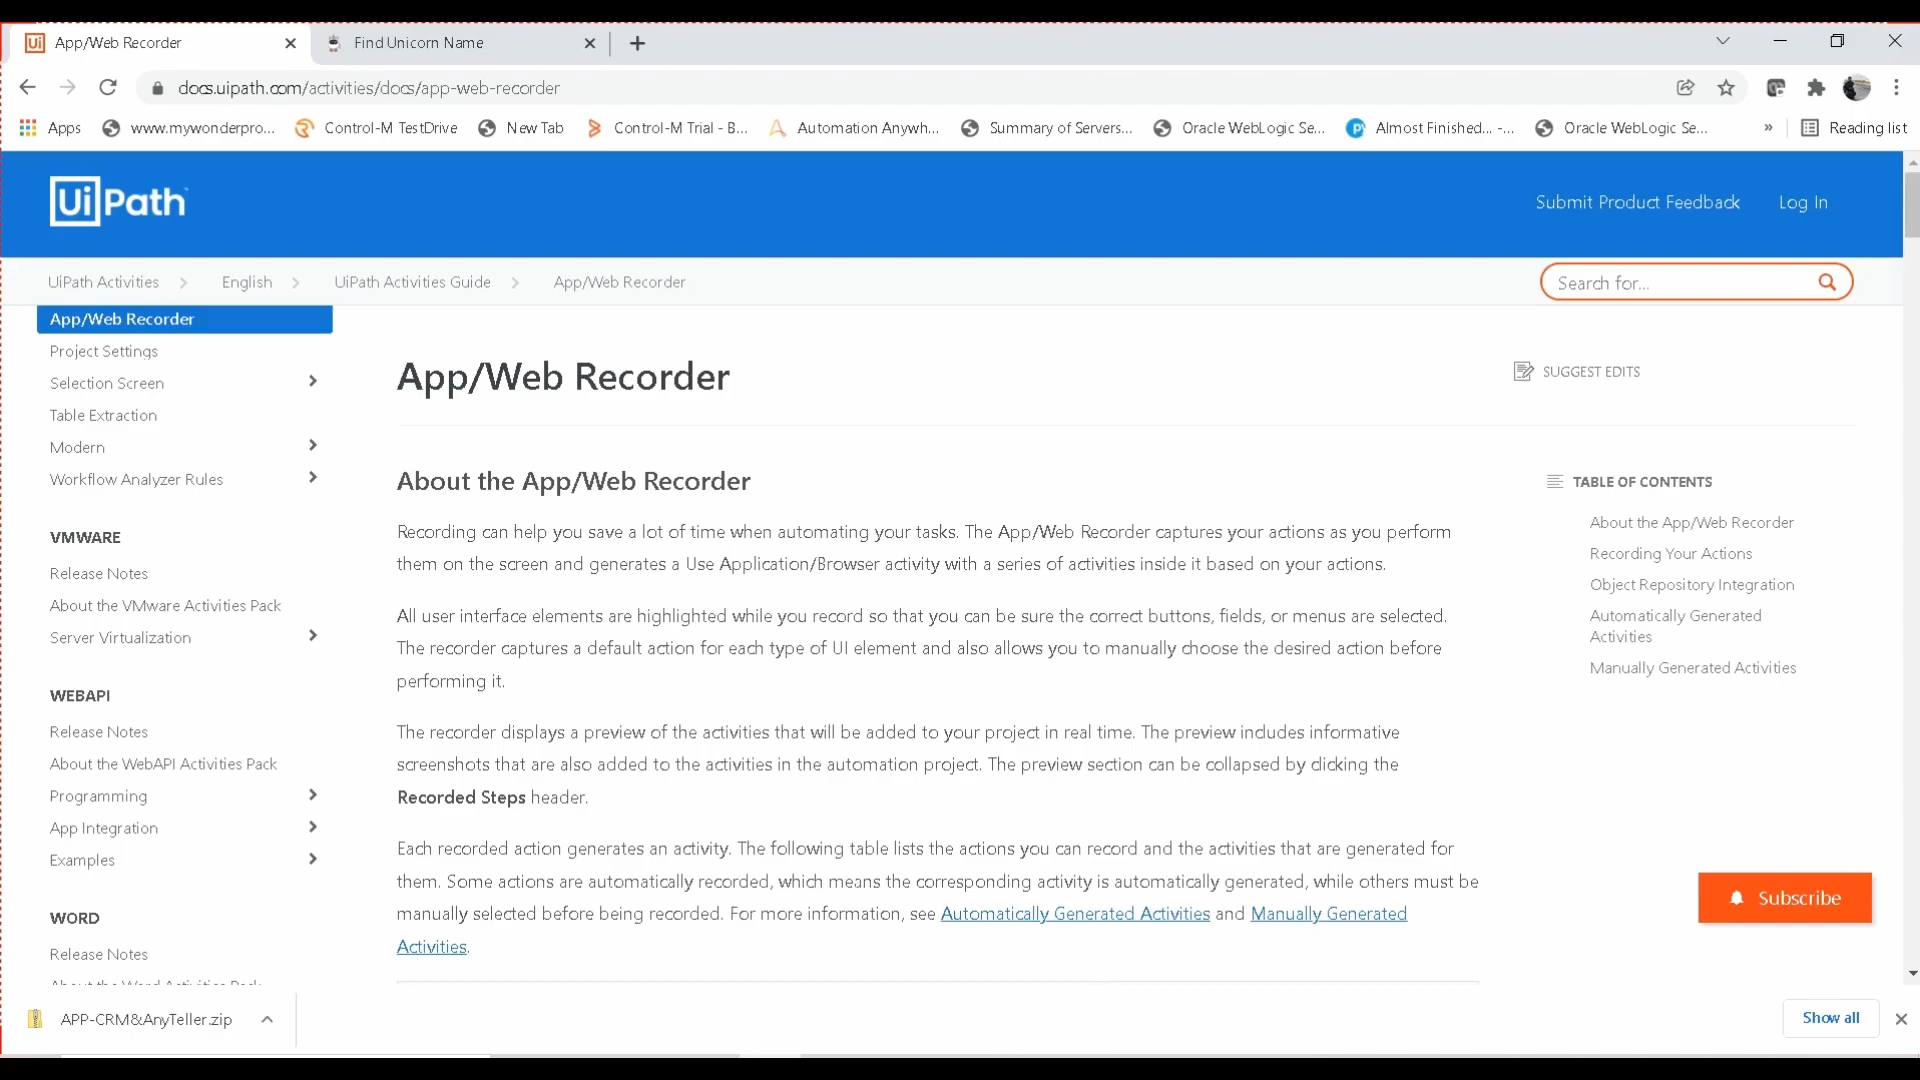 Ui App/Web Recorder
Find Unicorn Name
docs.uipath.com/activities/docs/app-web-recorder
Apps
www.mywonderpro...
Control-M TestDrive
New Tab
Control-M Trial - B...
Automation Anywh...
Summary of Servers...
Oracle WebLogic Se...
Almost Finished... -...
Oracle WebLogic Se...
»
Reading list
UiPath
Submit Product Feedback
Log In
UiPath Activities
English
UiPath Activities Guide
App/Web Recorder
Search for...
App/Web Recorder
Project Settings
Selection Screen
Table Extraction
Modern
Workflow Analyzer Rules
VMWARE
Release Notes
About the VMware Activities Pack
Server Virtualization
WEBAPI
Release Notes
About the WebAPI Activities Pack
Programming
App Integration
Examples
WORD
Release Notes
About the Word Activities Pack
App/Web Recorder
SUGGEST EDITS
About the App/Web Recorder
Recording can help you save a lot of time when automating your tasks. The App/Web Recorder captures your actions as you perform
them on the screen and generates a Use Application/Browser activity with a series of activities inside it based on your actions.
All user interface elements are highlighted while you record so that you can be sure the correct buttons, fields, or menus are selected.
The recorder captures a default action for each type of UI element and also allows you to manually choose the desired action before
performing it.
The recorder displays a preview of the activities that will be added to your project in real time. The preview includes informative
screenshots that are also added to the activities in the automation project. The preview section can be collapsed by clicking the
Recorded Steps header.
Each recorded action generates an activity. The following table lists the actions you can record and the activities that are generated for
them. Some actions are automatically recorded, which means the corresponding activity is automatically generated, while others must be
manually selected before being recorded. For more information, see Automatically Generated Activities and Manually Generated
Activities.
TABLE OF CONTENTS
About the App/Web Recorder
Recording Your Actions
Object Repository Integration
Automatically Generated
Activities
Manually Generated Activities
Subscribe
APP-CRM&AnyTeller.zip
Show all